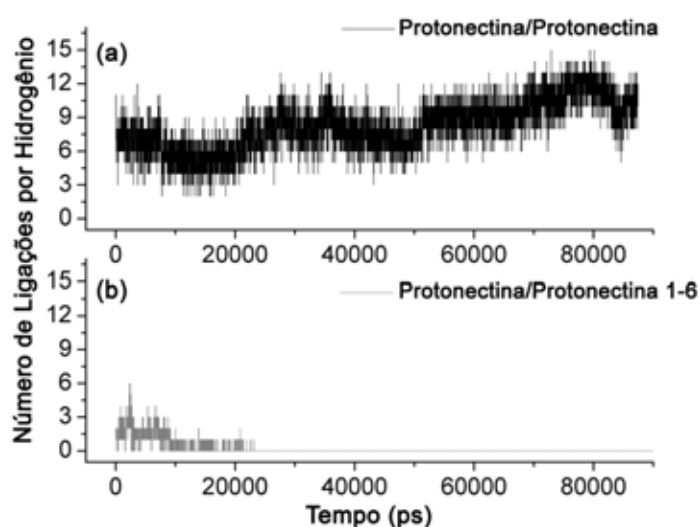 (a)
Protonectina/Protonectina
15
12
9
6
3
0
0 20000 40000 60000 80000
(b)
Protonectina/Protonectina 1-6
15
12
9
6
3
0
0 20000 40000 60000 80000
Tempo (ps)
Número de Ligações por Hidrogênio